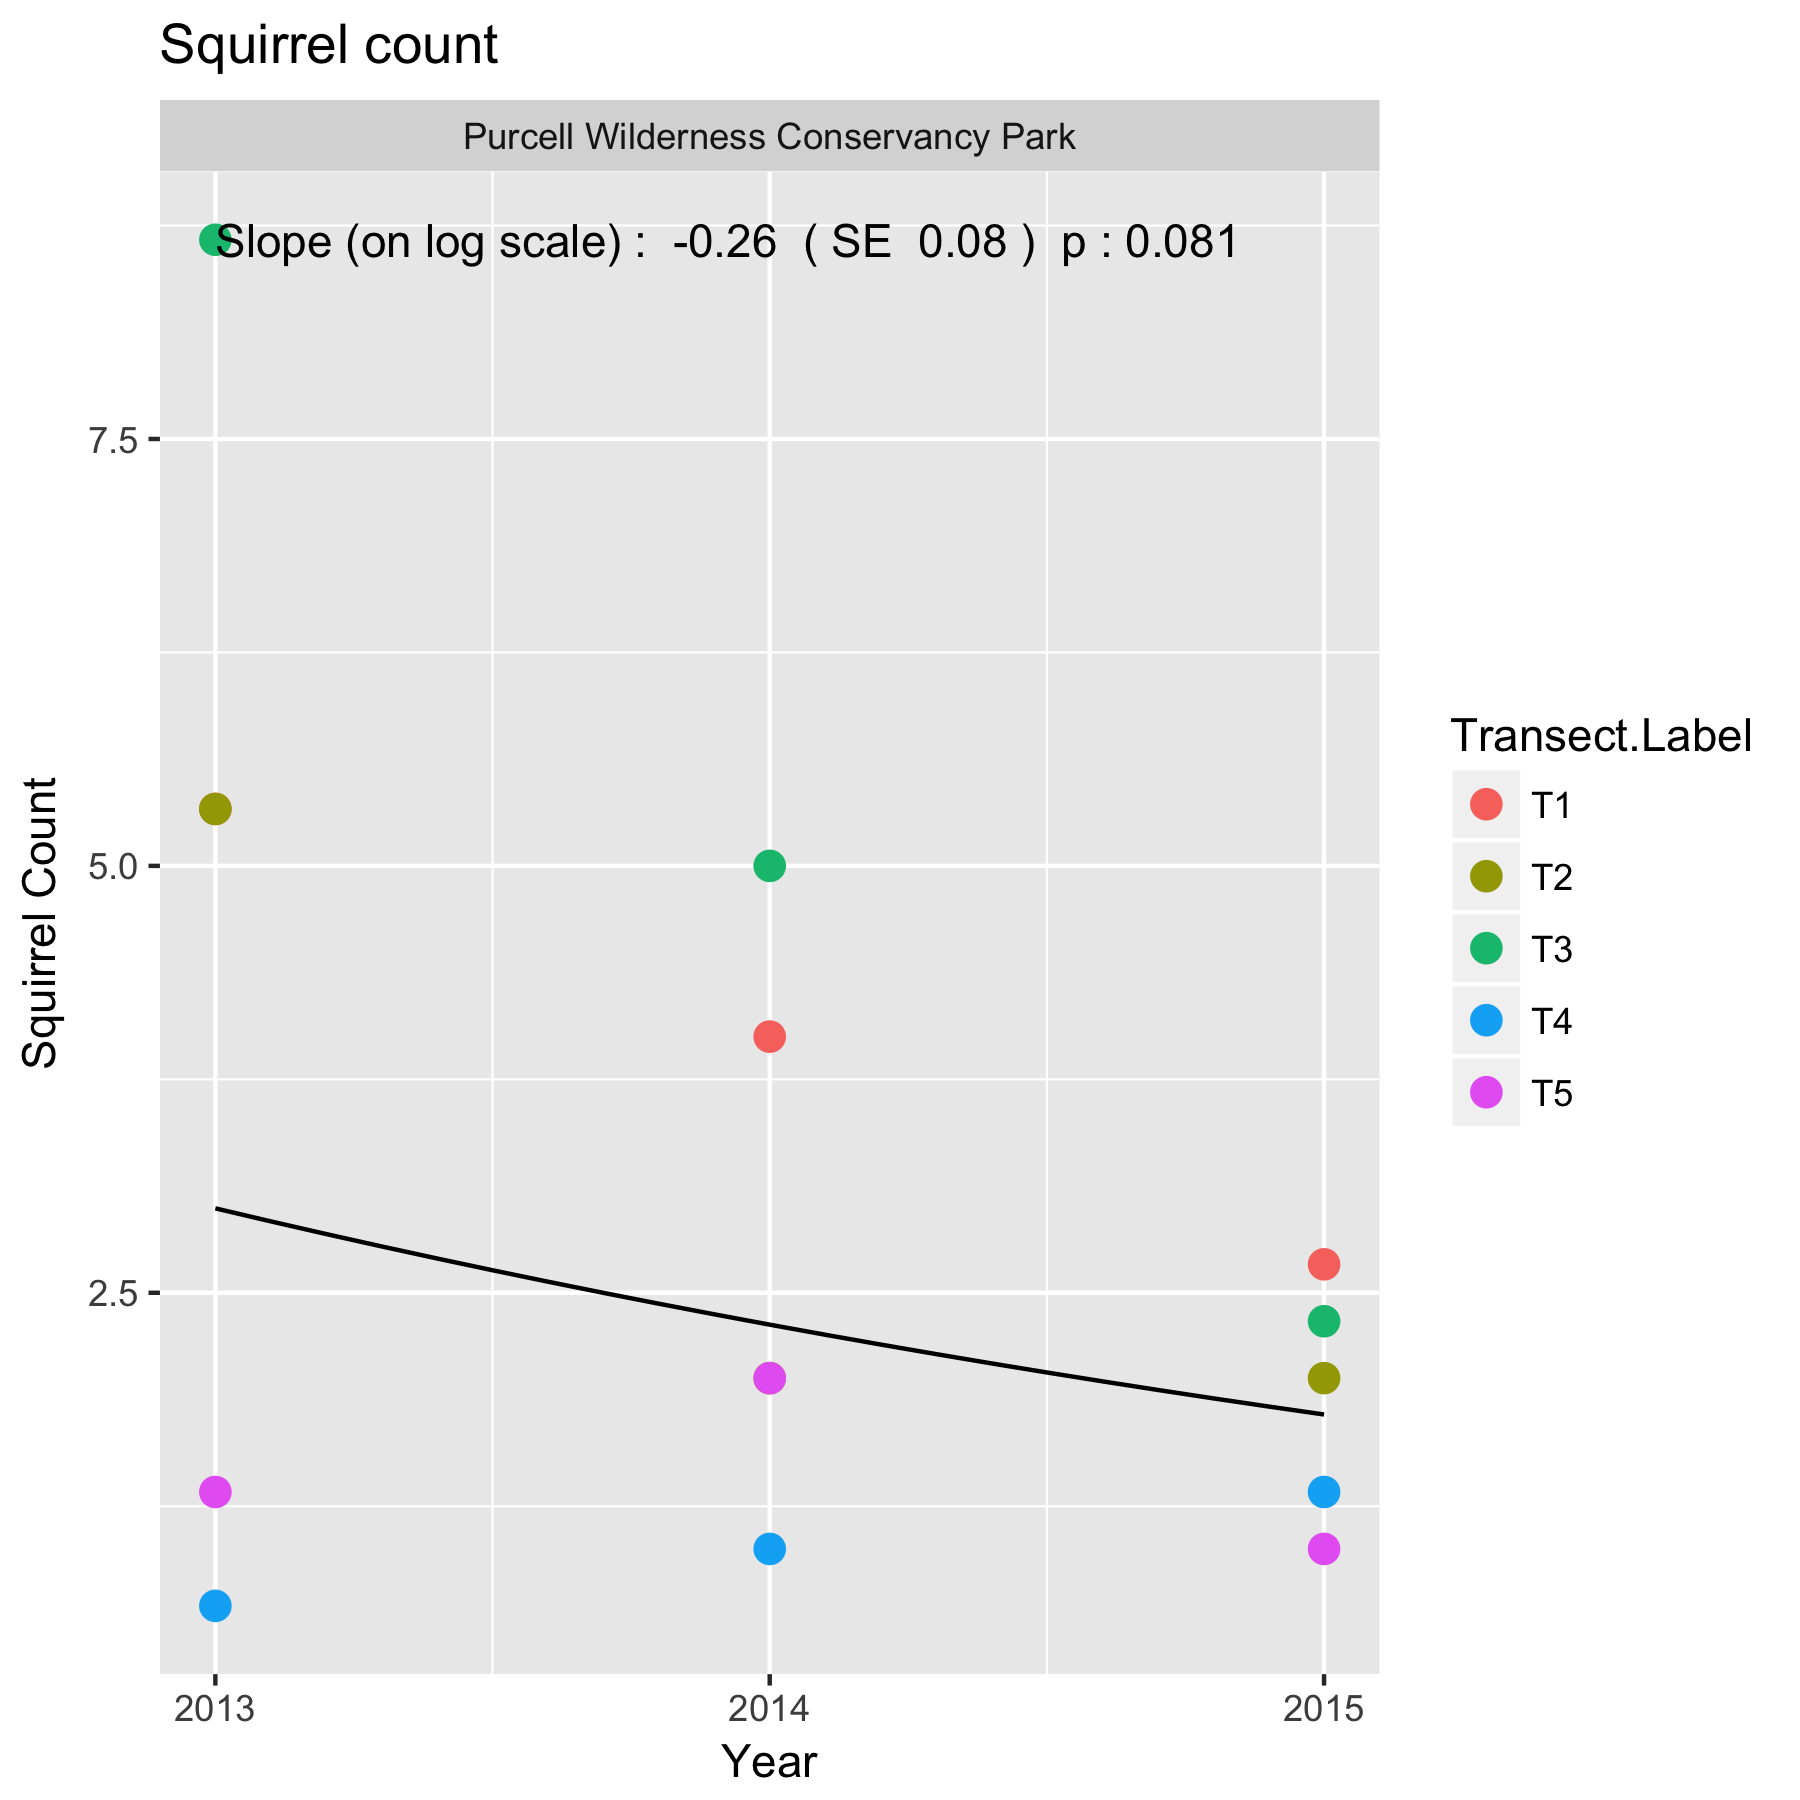 Squirrel count
Purcell Wilderness Conservancy Park
Slope (on log scale) :  -0.26  ( SE  0.08 )  p : 0.081
7.5
5.0
2.5
Squirrel Count
2013 2014 2015
Year
Transect.Label
T1
T2
T3
T4
T5